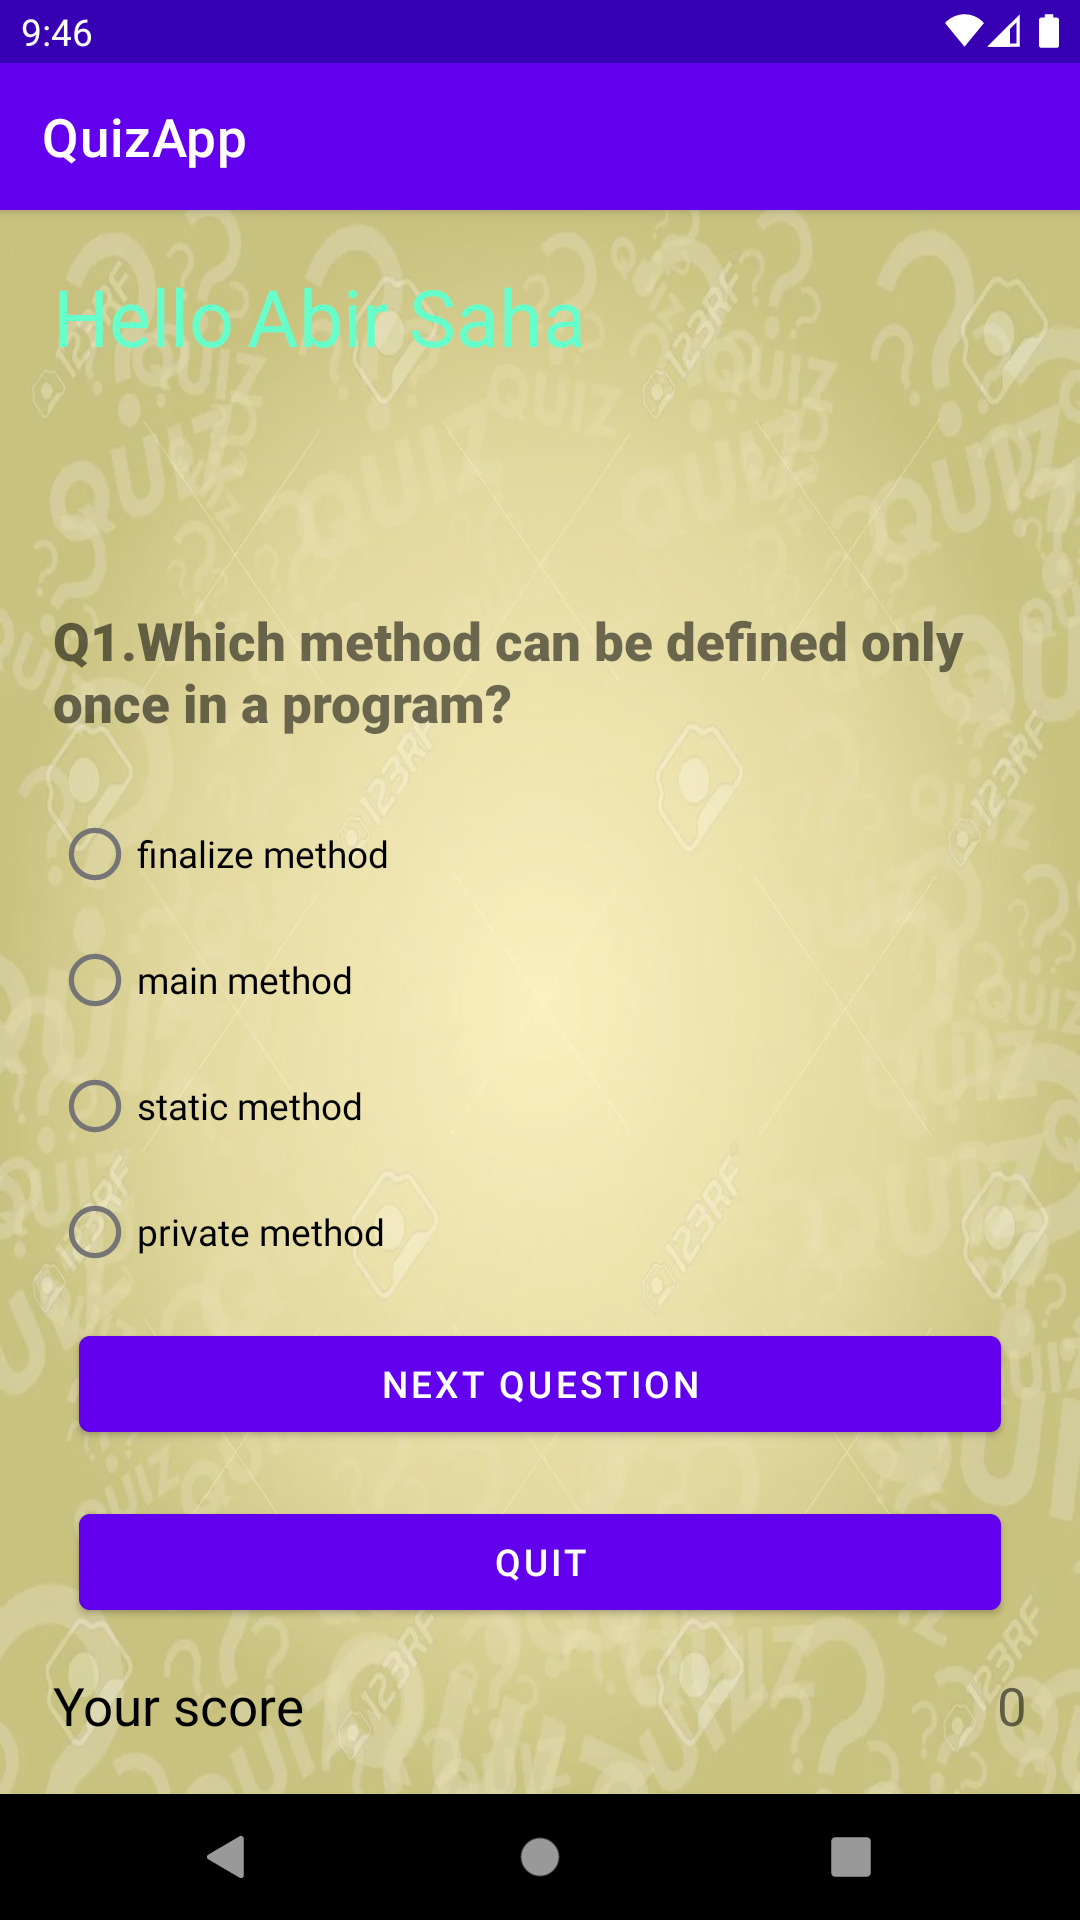 9:46
QuizApp
Hello Abir Saha
Q1.Which method can be defined only
once in a program?
finalize method
main method
static method
private method
NEXT QUESTION
QUIT
Your score 0